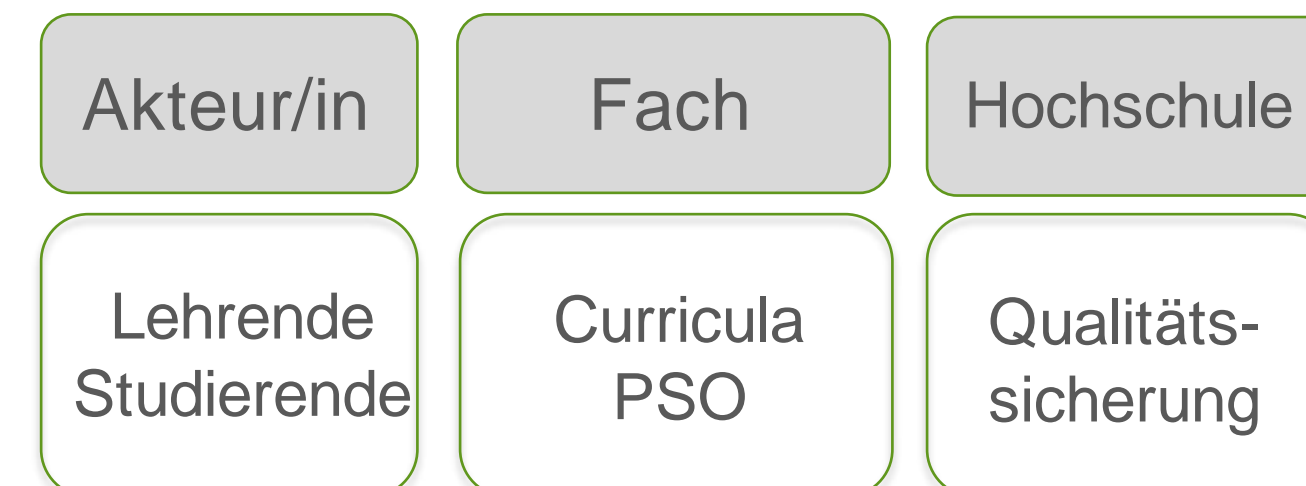 Akteur/in
Fach
Hochschule
Lehrende
Studierende
Curricula
PSO
Qualitäts-
sicherung